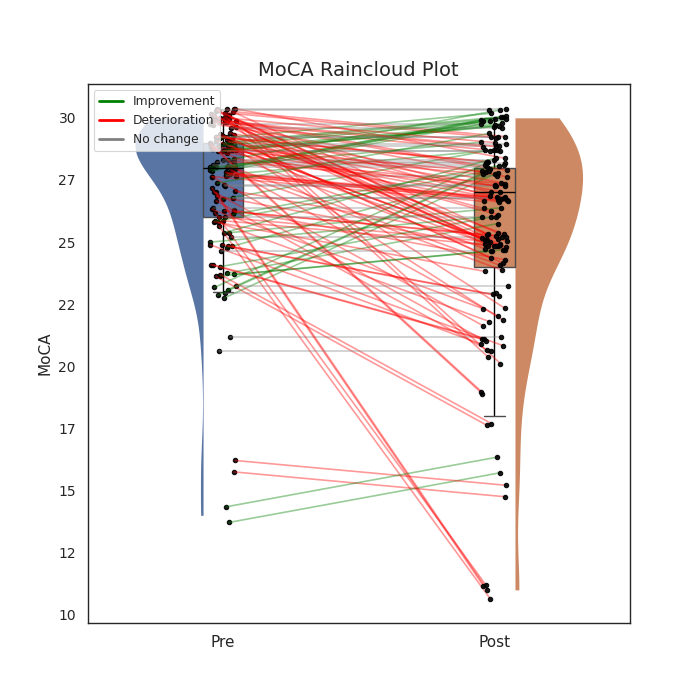 MoCA Raincloud Plot
Improvement
Deterioration
No change
30
27
25
22
20
17
15
12
10
MoCA
Pre
Post